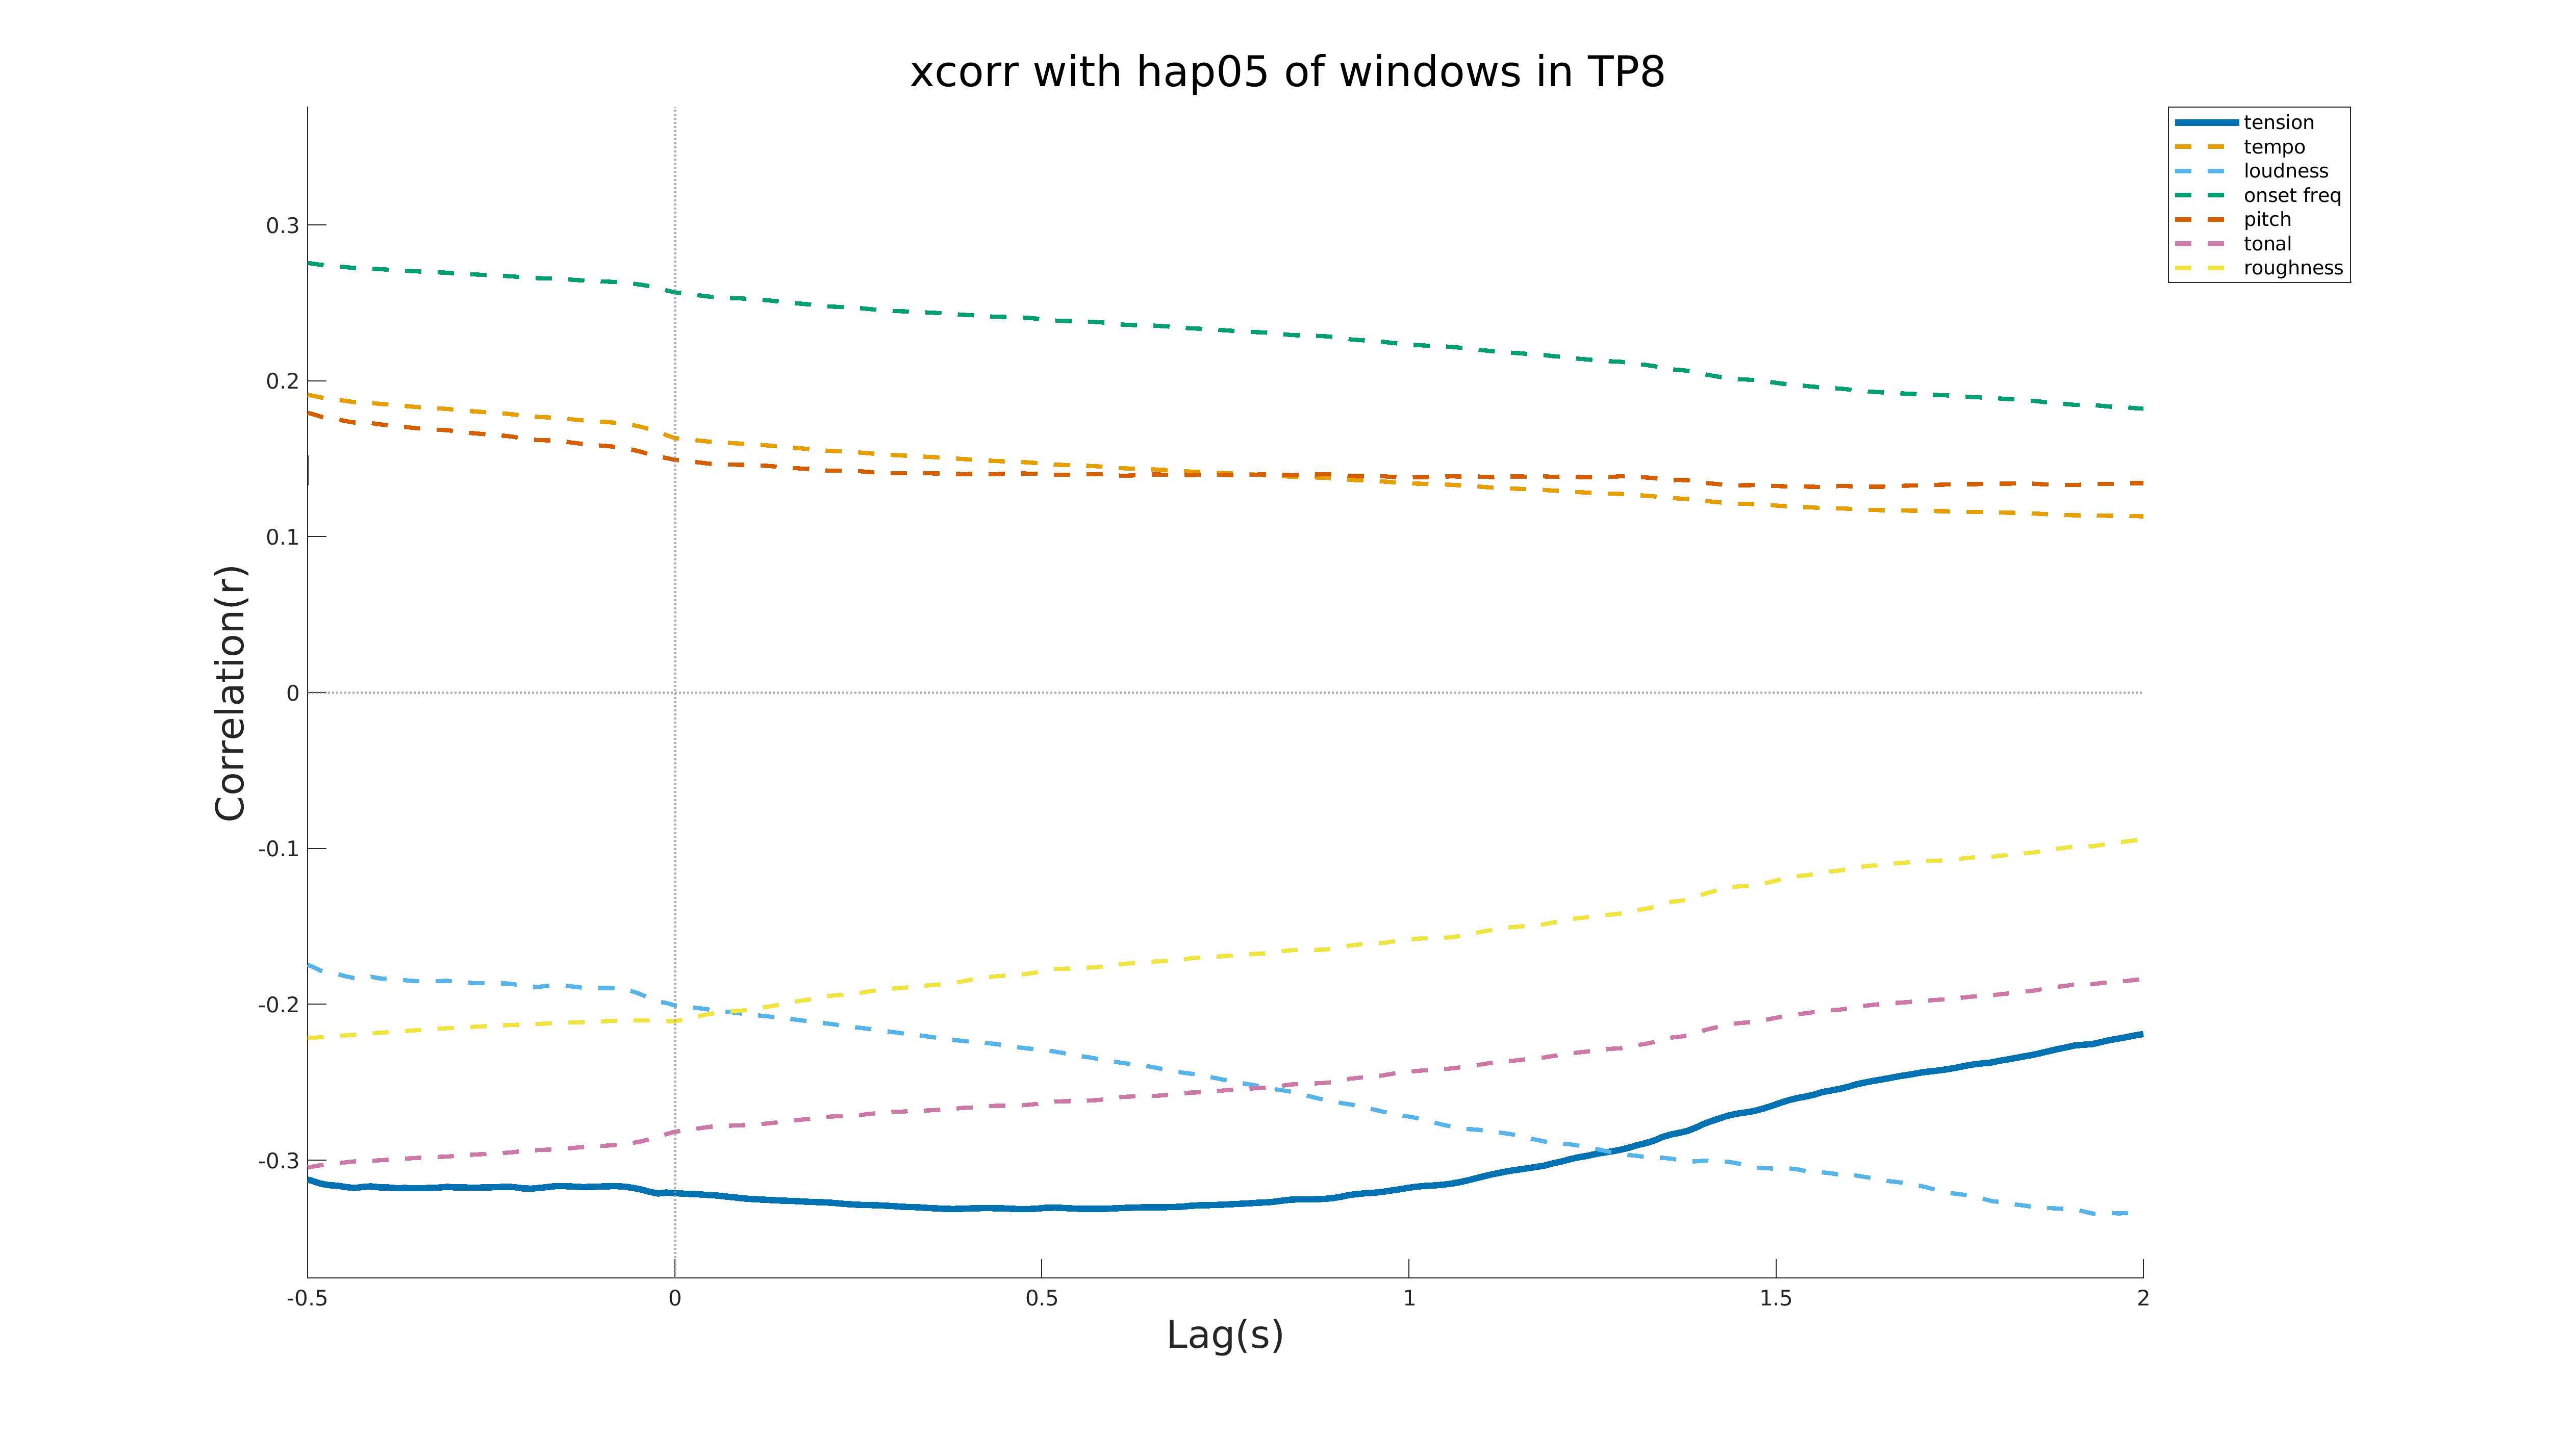 xcorr with hap05 of windows in TP8
tension
tempo
loudness
onset freq
pitch
tonal
roughness
0.3
0.2
0.1
0
-0.1
-0.2
-0.3
Correlation(r)
-0.5 0 0.5 1 1.5 2
Lag(s)